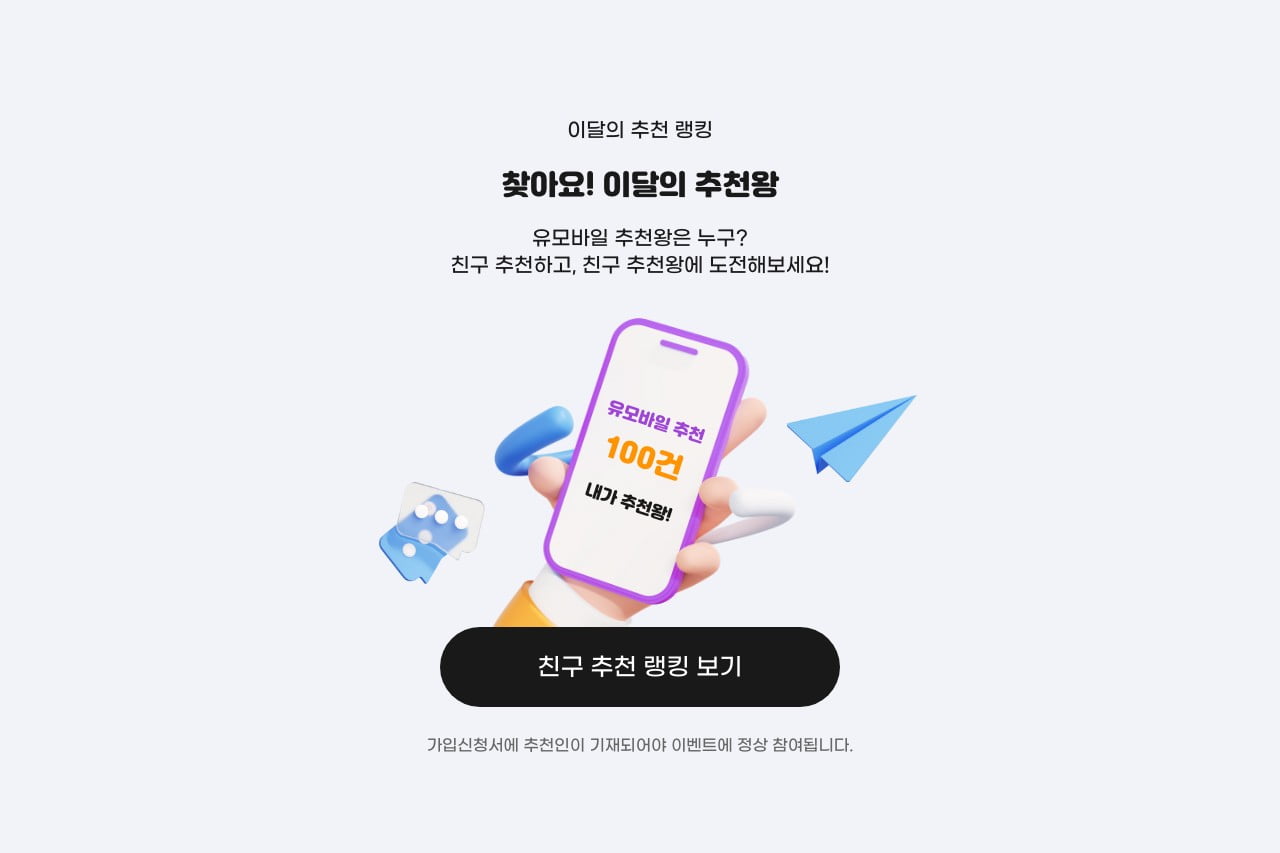 이달의 추천 랭킹
찾아요! 이달의 추천왕
유모바일 추천왕은 누구?
친구 추천하고, 친구 추천왕에 도전해보세요!
유모바일 추천
100건
내가 추천왕!
친구 추천 랭킹 보기
가입신청서에 추천인이 기재되어야 이벤트에 정상 참여됩니다.